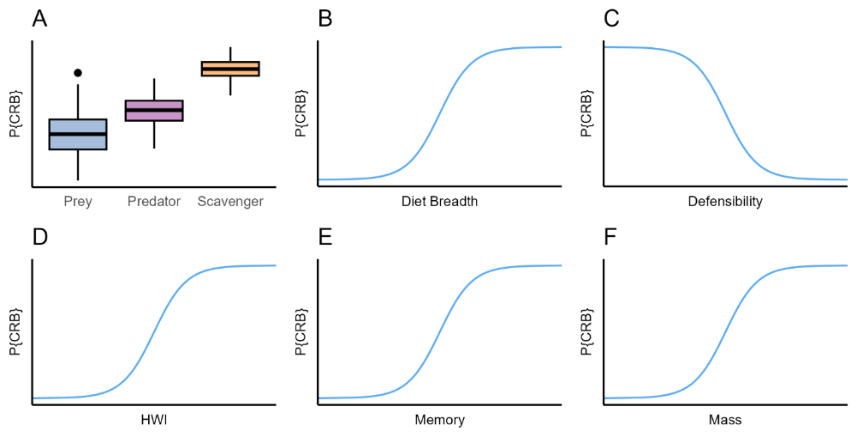 A
P{CRB}
Prey Predator Scavenger
B
P{CRB}
Diet Breadth
C
P{CRB}
Defensibility
D
P{CRB}
HWI
E
P{CRB}
Memory
F
P{CRB}
Mass